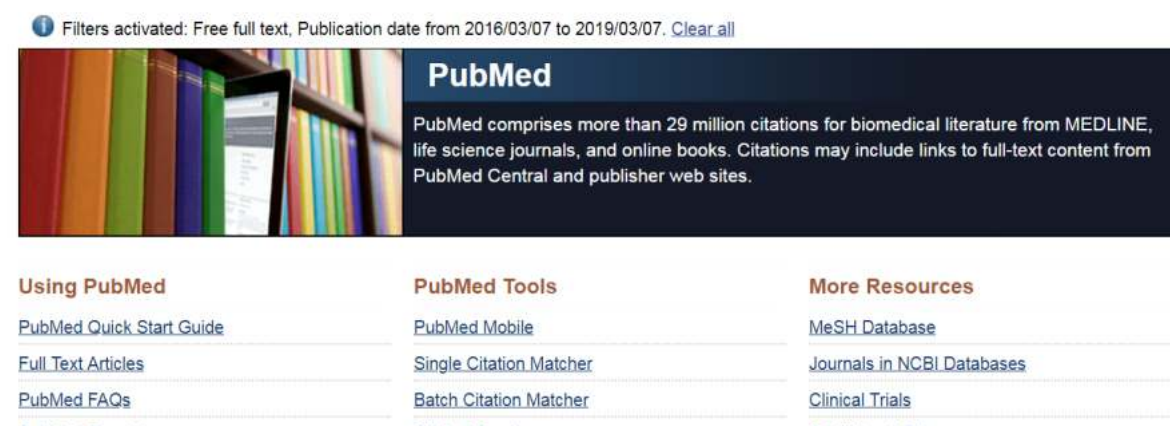 Filters activated: Free full text, Publication date from 2016/03/07 to 2019/03/07. Clear all
PubMed
PubMed comprises more than 29 million citations for biomedical literature from MEDLINE,
life science journals, and online books. Citations may include links to full-text content from
PubMed Central and publisher web sites.
Using PubMed
PubMed Quick Start Guide
Full Text Articles
PubMed FAQs
PubMed Tools
PubMed Mobile
Single Citation Matcher
Batch Citation Matcher
More Resources
MeSH Database
Journals in NCBI Databases
Clinical Trials